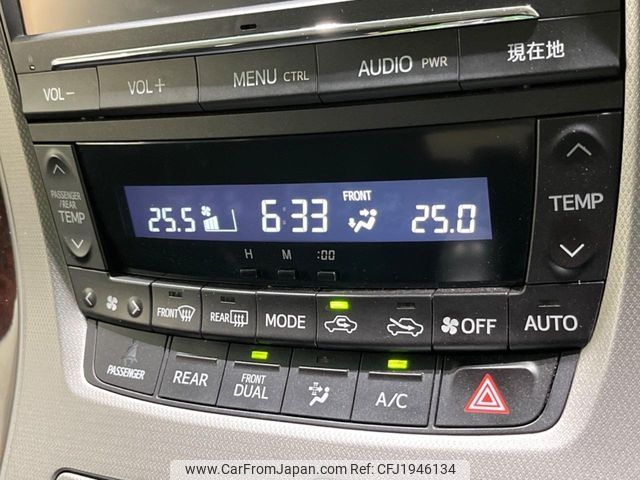 VOL− VOL+ MENU CTRL AUDIO PWR 現在地
PASSENGER
/REAR
TEMP
FRONT
25.5 6:33 25.0
H M :00
TEMP
FRONT REAR MODE OFF AUTO
PASSENGER REAR FRONT DUAL A/C
www.CarFromJapan.com | Ref. ID: CFJ1946134